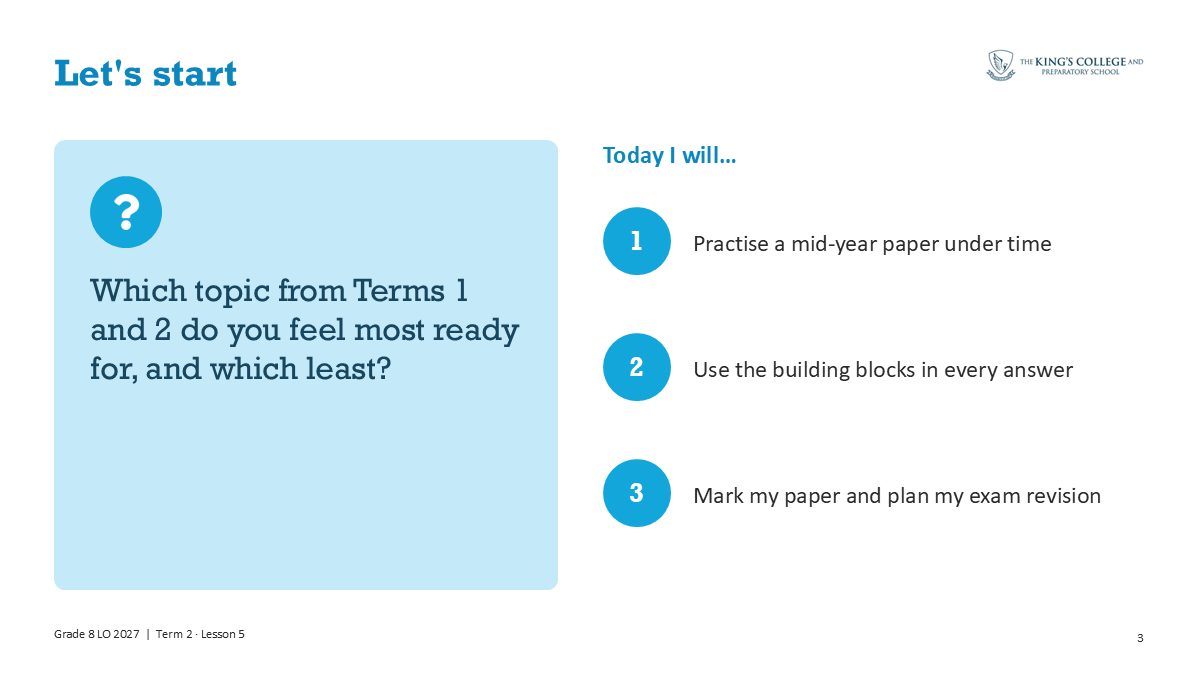 Let's start
THE KING'S COLLEGE AND
PREPARATORY SCHOOL
?
Which topic from Terms 1
and 2 do you feel most ready
for, and which least?
Today I will...
1
Practise a mid-year paper under time
2
Use the building blocks in every answer
3
Mark my paper and plan my exam revision
Grade 8 LO 2027 | Term 2 · Lesson 5
3